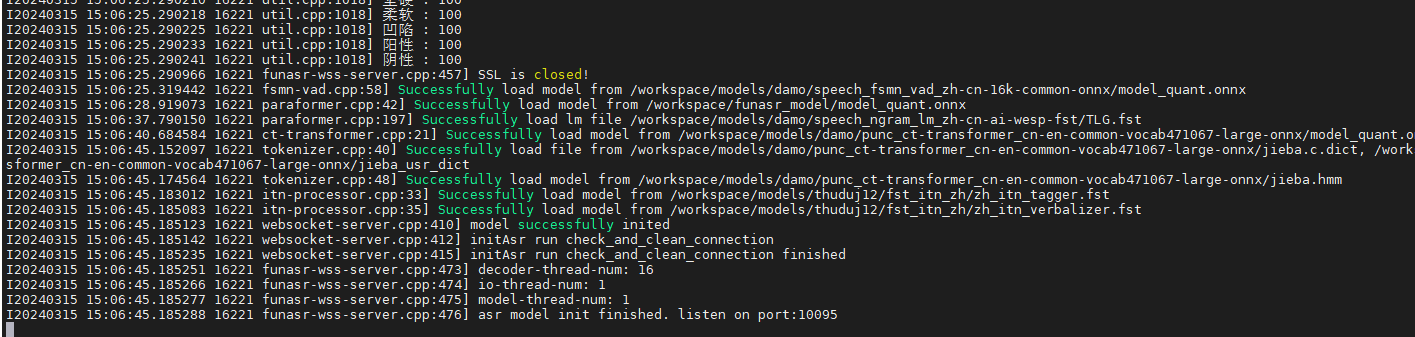 I20240315 15:06:25.290210 16221 util.cpp:1018] 坚硬 : 100
I20240315 15:06:25.290218 16221 util.cpp:1018] 柔软 : 100
I20240315 15:06:25.290225 16221 util.cpp:1018] 凹陷 : 100
I20240315 15:06:25.290233 16221 util.cpp:1018] 阳性 : 100
I20240315 15:06:25.290241 16221 util.cpp:1018] 阴性 : 100
I20240315 15:06:25.290966 16221 funasr-wss-server.cpp:457] SSL is closed!
I20240315 15:06:25.319442 16221 fsmn-vad.cpp:58] Successfully load model from /workspace/models/damo/speech_fsmn_vad_zh-cn-16k-common-onnx/model_quant.onnx
I20240315 15:06:28.919073 16221 paraformer.cpp:42] Successfully load model from /workspace/funasr_model/model_quant.onnx
I20240315 15:06:37.790150 16221 paraformer.cpp:197] Successfully load lm file /workspace/models/damo/speech_ngram_lm_zh-cn-ai-wesp-fst/TLG.fst
I20240315 15:06:40.684584 16221 ct-transformer.cpp:21] Successfully load model from /workspace/models/damo/punc_ct-transformer_cn-en-common-vocab471067-large-onnx/model_quant.o
I20240315 15:06:45.152097 16221 tokenizer.cpp:40] Successfully load file from /workspace/models/damo/punc_ct-transformer_cn-en-common-vocab471067-large-onnx/jieba.c.dict, /work
sformer_cn-en-common-vocab471067-large-onnx/jieba_usr_dict
I20240315 15:06:45.174564 16221 tokenizer.cpp:48] Successfully load model from /workspace/models/damo/punc_ct-transformer_cn-en-common-vocab471067-large-onnx/jieba.hmm
I20240315 15:06:45.183012 16221 itn-processor.cpp:33] Successfully load model from /workspace/models/thuduj12/fst_itn_zh/zh_itn_tagger.fst
I20240315 15:06:45.185083 16221 itn-processor.cpp:35] Successfully load model from /workspace/models/thuduj12/fst_itn_zh/zh_itn_verbalizer.fst
I20240315 15:06:45.185123 16221 websocket-server.cpp:410] model successfully inited
I20240315 15:06:45.185142 16221 websocket-server.cpp:412] initAsr run check_and_clean_connection
I20240315 15:06:45.185235 16221 websocket-server.cpp:415] initAsr run check_and_clean_connection finished
I20240315 15:06:45.185251 16221 funasr-wss-server.cpp:473] decoder-thread-num: 16
I20240315 15:06:45.185266 16221 funasr-wss-server.cpp:474] io-thread-num: 1
I20240315 15:06:45.185277 16221 funasr-wss-server.cpp:475] model-thread-num: 1
I20240315 15:06:45.185288 16221 funasr-wss-server.cpp:476] asr model init finished. listen on port:10095